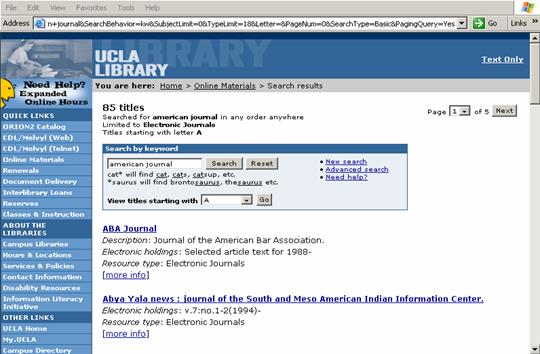 File Edit View Favorites Tools Help
Address n+journal&SearchBehavior=kw&SubjectLimit=0&TypeLimit=18&Letter=&PageNum=0&SearchType=Basic&PagingQuery=Yes Go Links »
LIBRARY
UCLA
LIBRARY
Text Only
Need Help?
Expanded
Online Hours
You are here: Home > Online Materials > Search results
QUICK LINKS
ORION2 Catalog
CDL/Melvyl (Web)
CDL/Melvyl (Telnet)
Online Materials
Renewals
Document Delivery
Interlibrary Loans
Reserves
Classes & Instruction
ABOUT THE
LIBRARIES
Campus Libraries
Hours & Locations
Services & Policies
Contact Information
Disability Resources
Information Literacy
Initiative
OTHER LINKS
UCLA Home
My.UCLA
Campus Directory
85 titles
Searched for american journal in any order anywhere
Limited to Electronic Journals
Titles starting with letter A
Page 1 of 5 Next
Search by keyword
american journal Search Reset
cat* will find cat, cats, catsup, etc.
*saurus will find brontosaurus, thesaurus etc.
• New search
• Advanced search
• Need help?
View titles starting with A Go
ABA Journal
Description: Journal of the American Bar Association.
Electronic holdings: Selected article text for 1988-
Resource type: Electronic Journals
[more info]
Abya Yala news : journal of the South and Meso American Indian Information Center.
Electronic holdings: v.7:no.1-2(1994)-
Resource type: Electronic Journals
[more info]